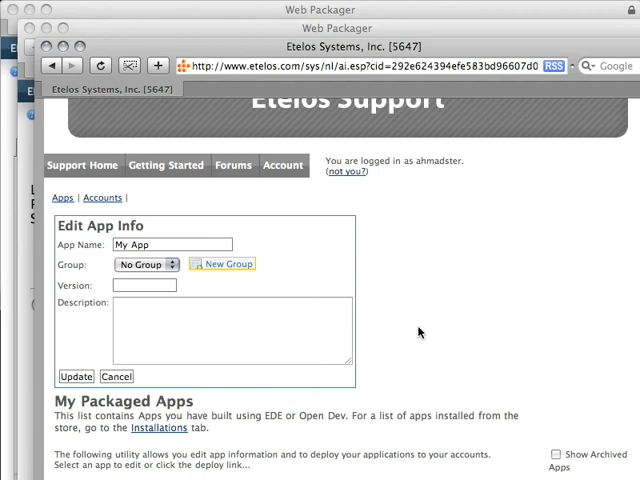 Web Packager
Web Packager
Etelos Systems, Inc. [5647]
http://www.etelos.com/sys/nl/ai.esp?cid=292e624394efe583bd96607d0
RSS
Google
Etelos Systems, Inc. [5647]
Etelos Support
Support Home
Getting Started
Forums
Account
You are logged in as ahmadster.
(not you?)
Apps | Accounts |
Edit App Info
App Name: My App
Group: No Group New Group
Version:
Description:
Update Cancel
My Packaged Apps
This list contains Apps you have built using EDE or Open Dev. For a list of apps installed from the
store, go to the Installations tab.
The following utility allows you edit app information and to deploy your applications to your accounts.
Select an app to edit or click the deploy link...
Show Archived
Apps